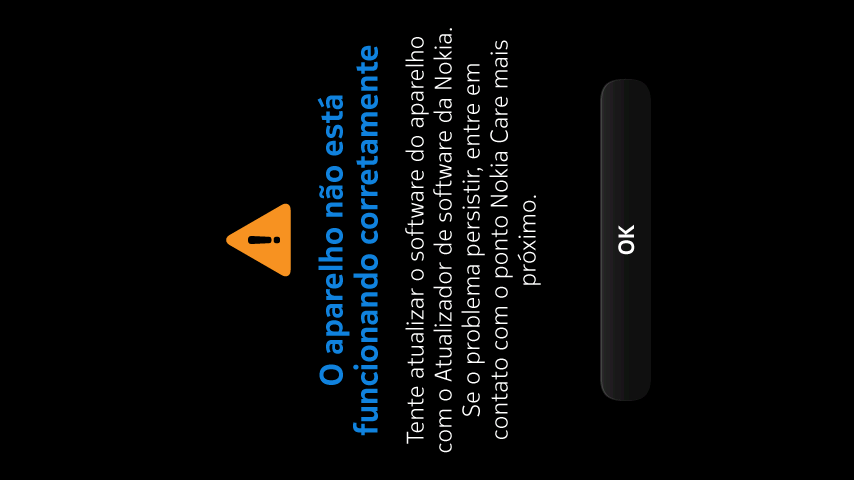 O aparelho não está
funcionando corretamente
Tente atualizar o software do aparelho
com o Atualizador de software da Nokia.
Se o problema persistir, entre em
contato com o ponto Nokia Care mais
próximo.
OK